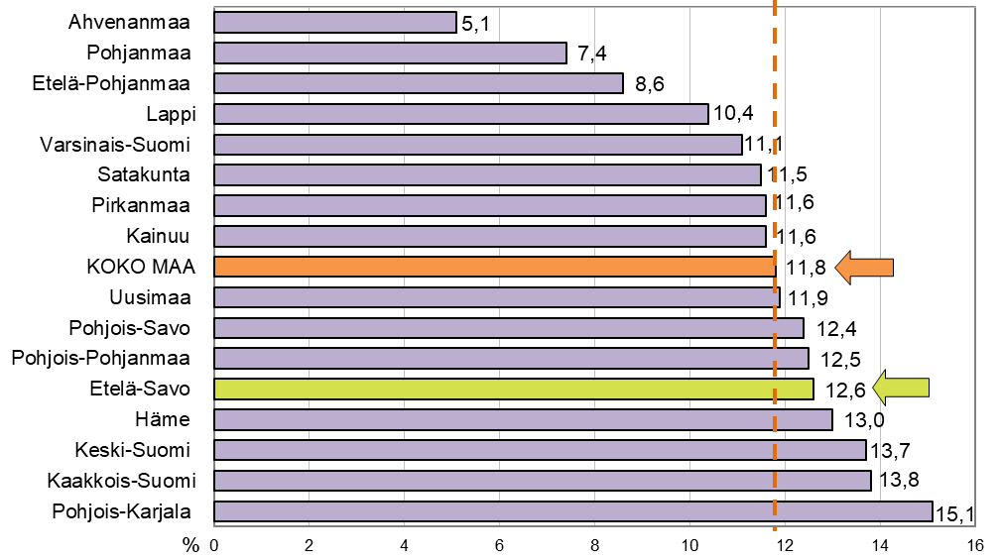 Ahvenanmaa 5,1
Pohjanmaa 7,4
Etelä-Pohjanmaa 8,6
Lappi 10,4
Varsinais-Suomi 11,1
Satakunta 11,5
Pirkanmaa 11,6
Kainuu 11,6
KOKO MAA 11,8
Uusimaa 11,9
Pohjois-Savo 12,4
Pohjois-Pohjanmaa 12,5
Etelä-Savo 12,6
Häme 13,0
Keski-Suomi 13,7
Kaakkois-Suomi 13,8
Pohjois-Karjala 15,1
% 0 2 4 6 8 10 12 14 16